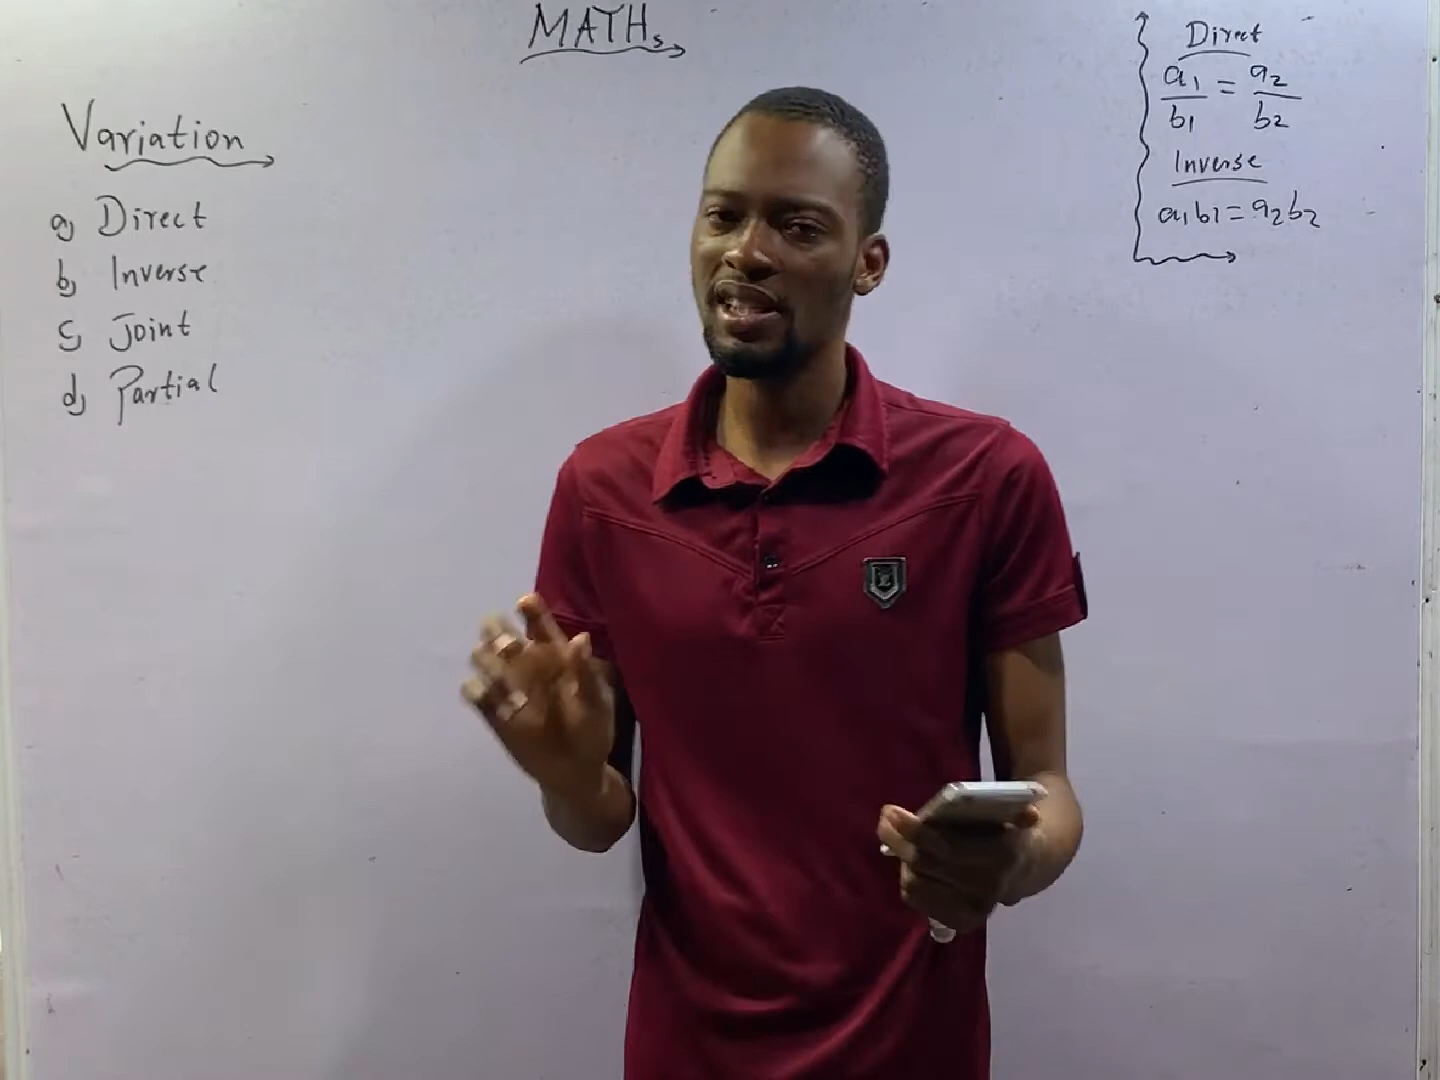 MATHs
Variation
a) Direct
b) Inverse
c) Joint
d) Partial
Direct
a₁/b₁ = a₂/b₂
Inverse
a₁b₁ = a₂b₂